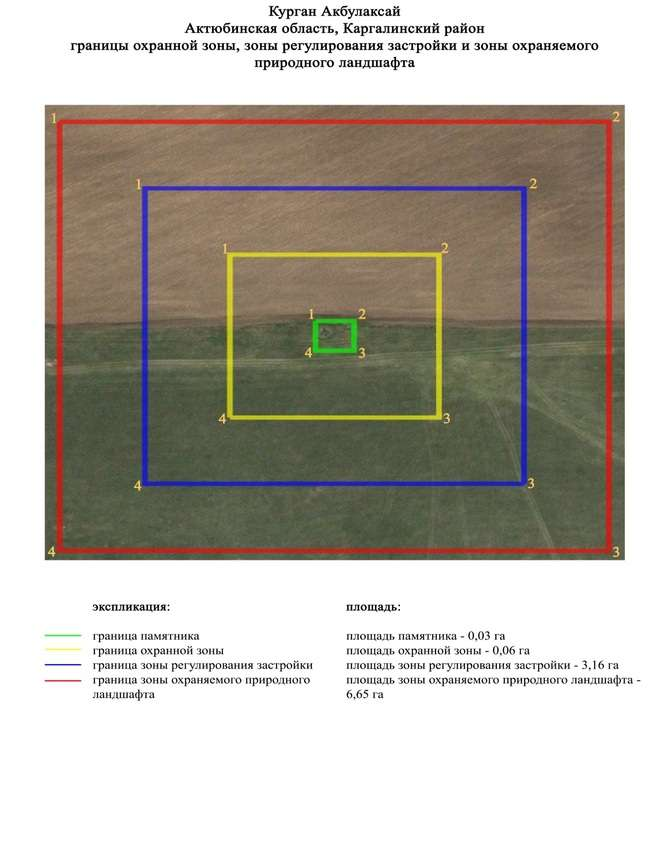 Курган Акбулаксай
Актюбинская область, Каргалинский район
границы охранной зоны, зоны регулирования застройки и зоны охраняемого
природного ландшафта
1
2
1
2
1
2
1
2
4
3
4
3
4
3
4
3
экспликация:
площадь:
граница памятника
площадь памятника - 0,03 га
граница охранной зоны
площадь охранной зоны - 0,06 га
граница зоны регулирования застройки
площадь зоны регулирования застройки - 3,16 га
граница зоны охраняемого природного
площадь зоны охраняемого природного ландшафта -
ландшафта
6,65 га